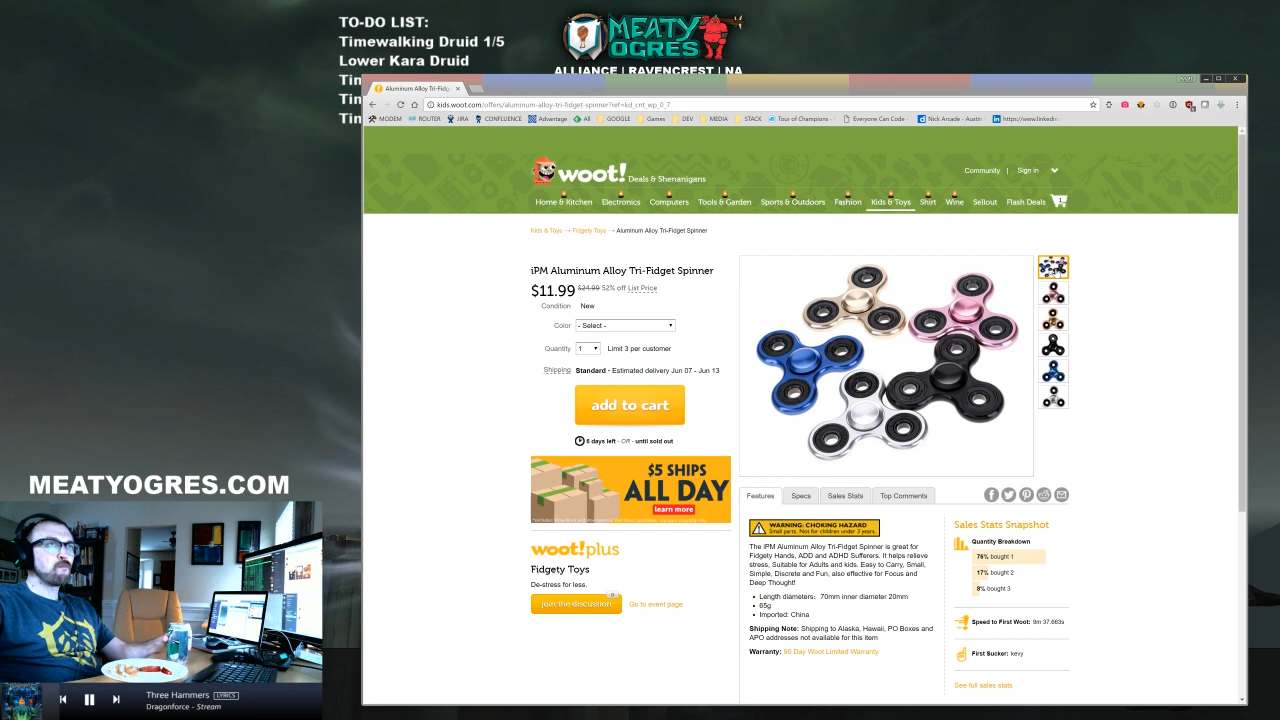 TO-DO LIST:
Timewalking Druid 1/5
Lower Kara Druid
Tim
Tim
Tim
MEATY
OGRES
ALLIANCE | RAVENCREST | NA
Aluminum Alloy Tri-Fidg
kids.woot.com/offers/aluminum-alloy-tri-fidget-spinner?ref=kd_cnt_wp_0_7
MODEM ROUTER JIRA CONFLUENCE Advantage All GOOGLE Games DEV MEDIA STACK Tour of Champions - Everyone Can Code - Nick Arcade - Austin https://www.linkedin
woot! Deals & Shenanigans
Community | Sign in
Home & Kitchen Electronics Computers Tools & Garden Sports & Outdoors Fashion Kids & Toys Shirt Wine Sellout Flash Deals 1
Kids & Toys → Fidgety Toys → Aluminum Alloy Tri-Fidget Spinner
iPM Aluminum Alloy Tri-Fidget Spinner
$11.99 $24.99 52% off List Price
Condition New
Color - Select -
Quantity 1 Limit 3 per customer
Shipping Standard - Estimated delivery Jun 07 - Jun 13
add to cart
6 days left - OR - until sold out
$5 SHIPS
ALL DAY
learn more
woot!plus
Fidgety Toys
De-stress for less.
0
join the discussion Go to event page
Features Specs Sales Stats Top Comments
WARNING: CHOKING HAZARD
Small parts. Not for children under 3 years.
The iPM Aluminum Alloy Tri-Fidget Spinner is great for
Fidgety Hands, ADD and ADHD Sufferers. It helps relieve
stress, Suitable for Adults and kids. Easy to Carry, Small,
Simple, Discrete and Fun, also effective for Focus and
Deep Thought!
• Length diameters: 70mm inner diameter 20mm
• 65g
• Imported: China
Shipping Note: Shipping to Alaska, Hawaii, PO Boxes and
APO addresses not available for this item
Warranty: 90 Day Woot Limited Warranty
Sales Stats Snapshot
Quantity Breakdown
76% bought 1
17% bought 2
8% bought 3
Speed to First Woot: 9m 37.663s
First Sucker: kevy
See full sales stats
MEATYOGRES.COM
Three Hammers LYRICS
Dragonforce - Stream